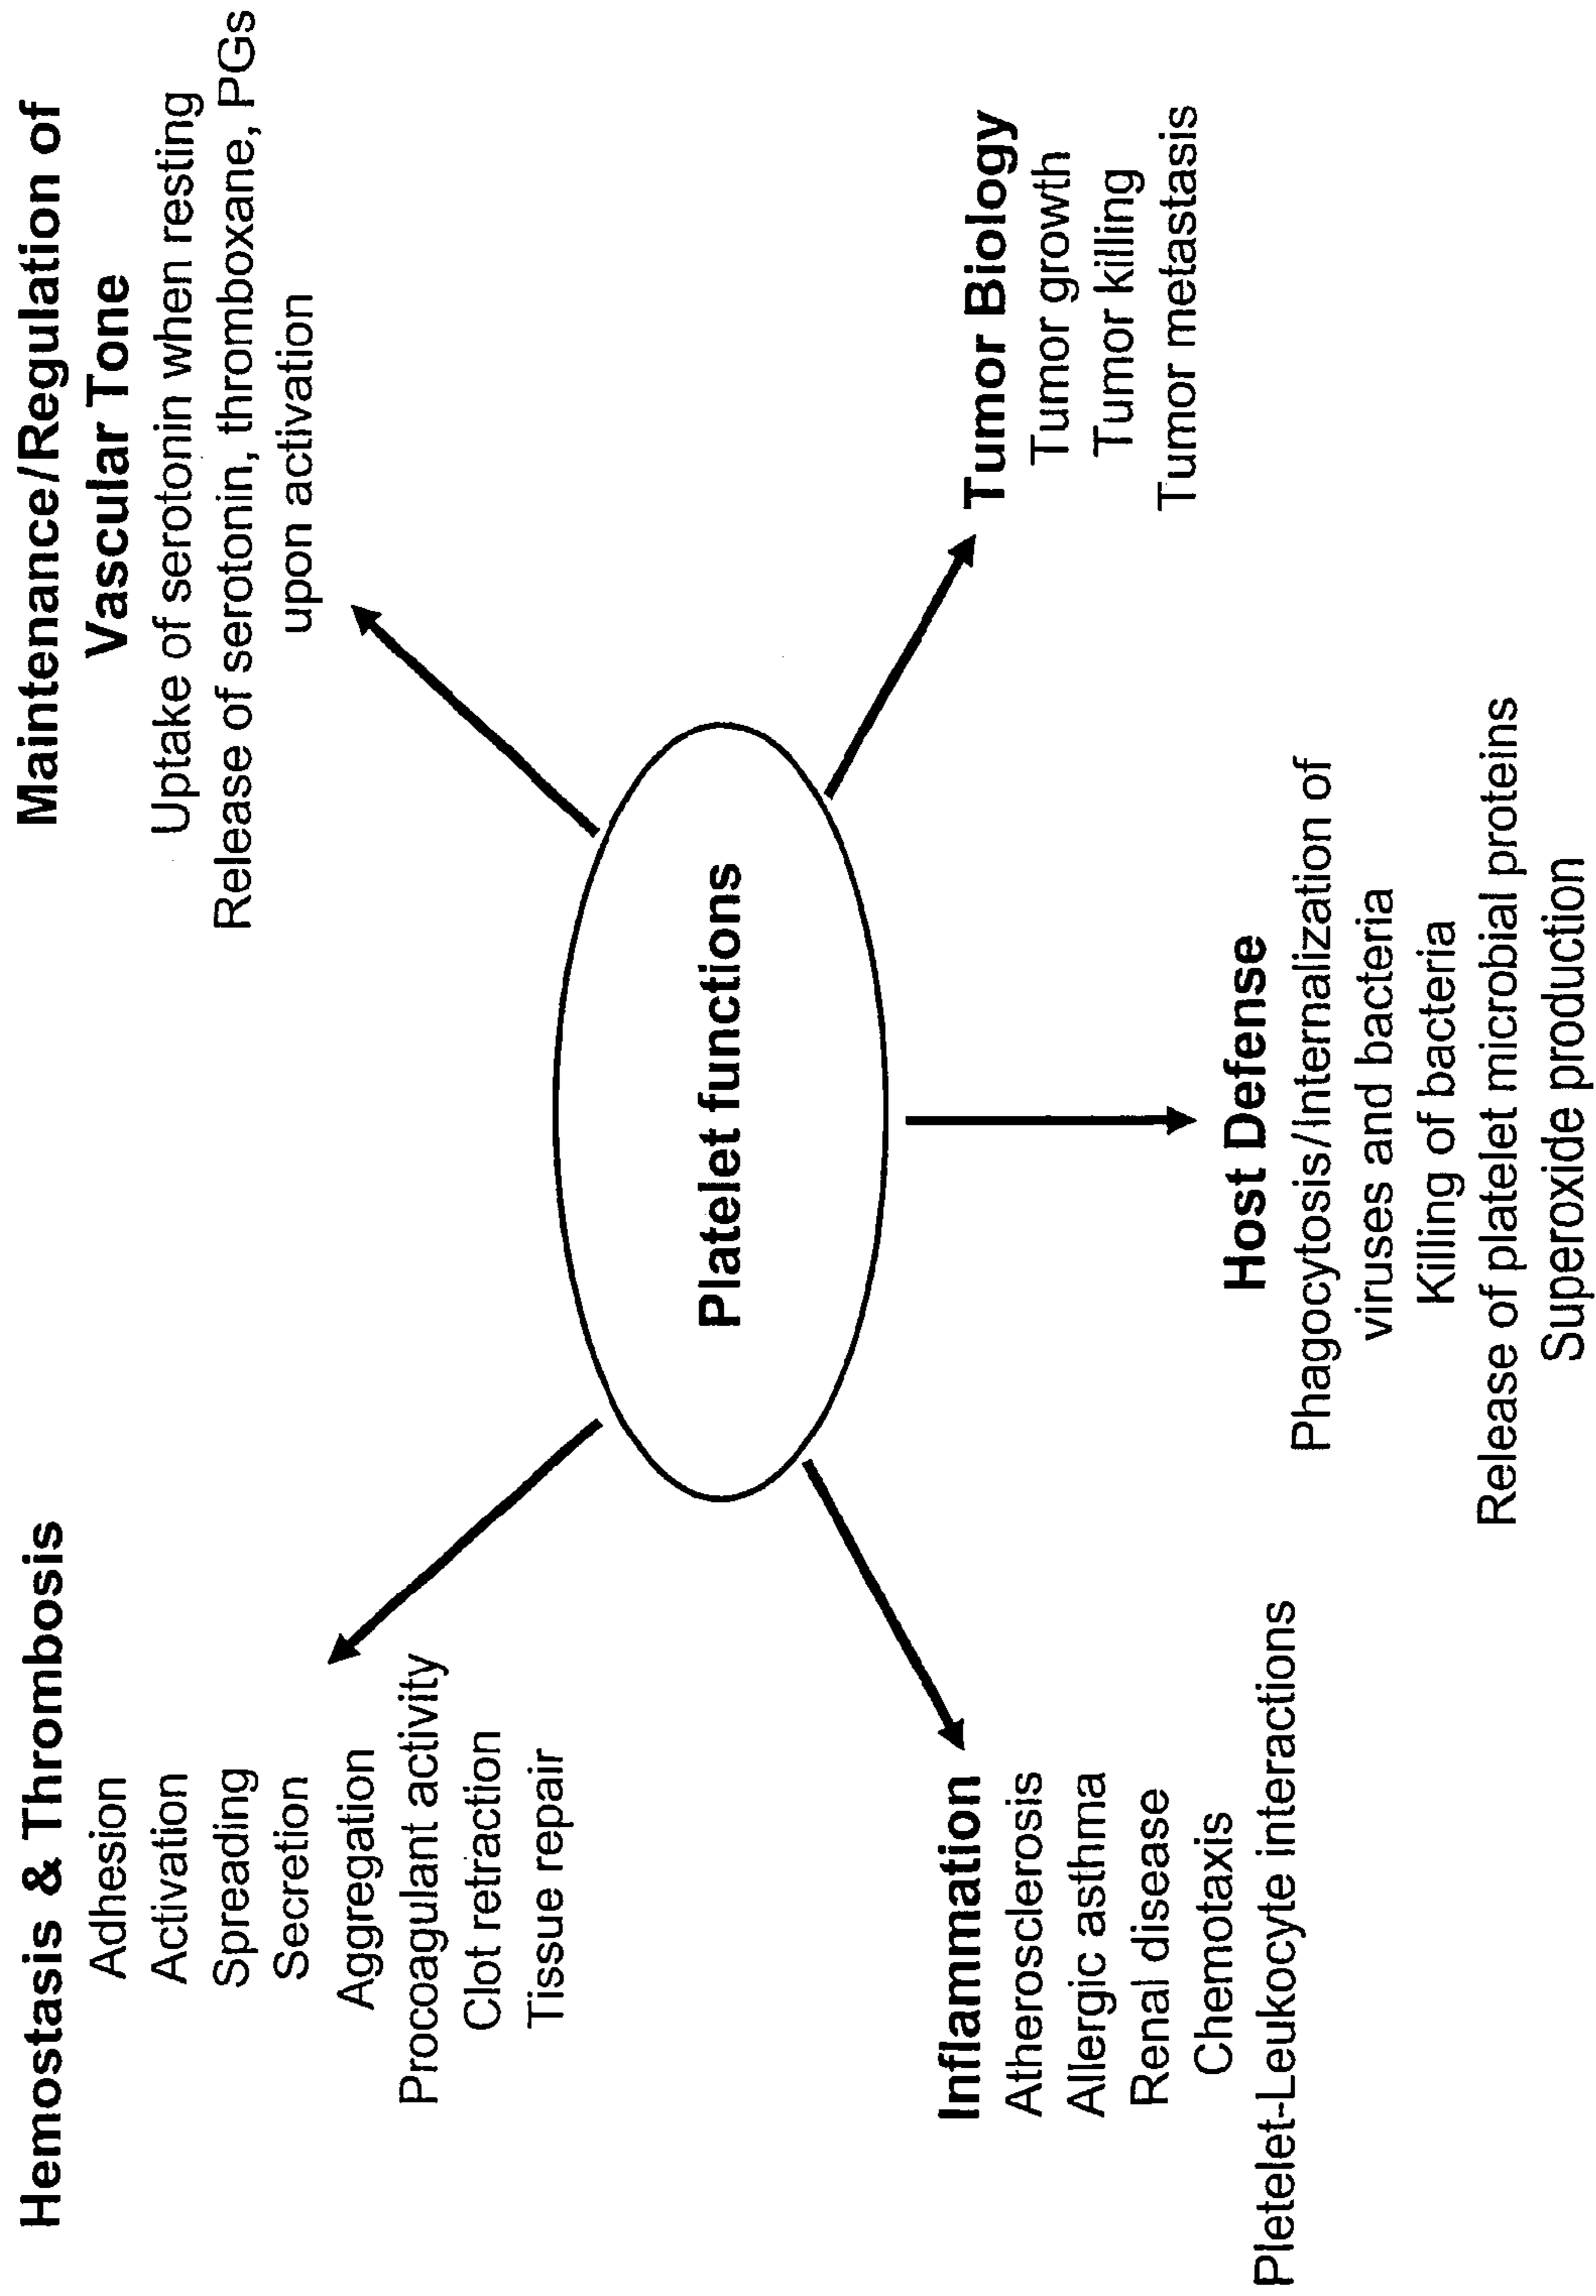 Hemostasis & Thrombosis
Adhesion
Activation
Spreading
Secretion
Aggregation
Procoagulant activity
Clot retraction
Tissue repair
Maintenance/Regulation of
Vascular Tone
Uptake of serotonin when resting
Release of serotonin, thromboxane, PGs
upon activation
Platelet functions
Inflammation
Atherosclerosis
Allergic asthma
Renal disease
Chemotaxis
Pletelet-Leukocyte interactions
Host Defense
Phagocytosis/Internalization of
viruses and bacteria
Killing of bacteria
Release of platelet microbial proteins
Superoxide production
Tumor Biology
Tumor growth
Tumor killing
Tumor metastasis